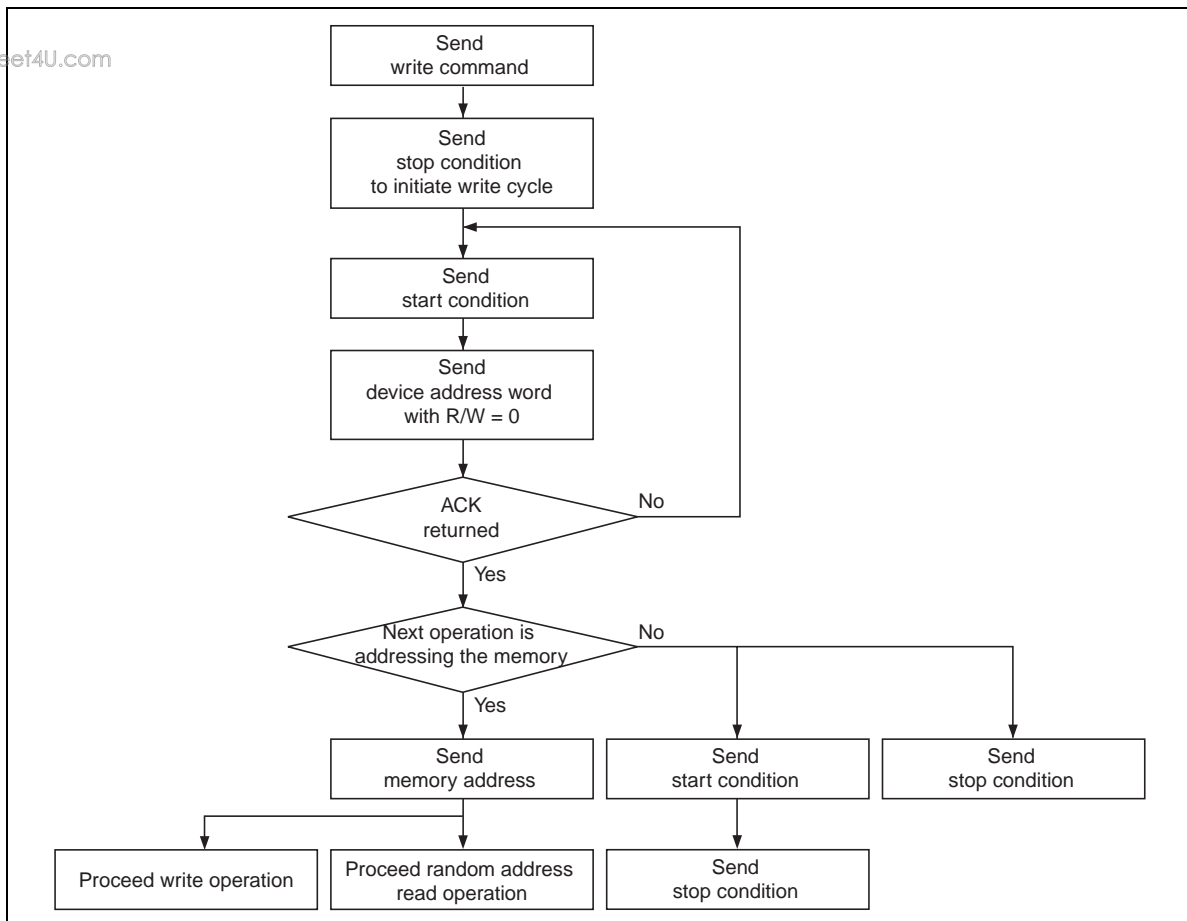 Send
write command
eet4U.com
Send
stop condition
to initiate write cycle
Send
start condition
Send
device address word
with R/W = 0
ACK
returned
No
Yes
Next operation is
addressing the memory
No
Yes
Send
memory address
Send
start condition
Send
stop condition
Proceed write operation
Proceed random address
read operation
Send
stop condition